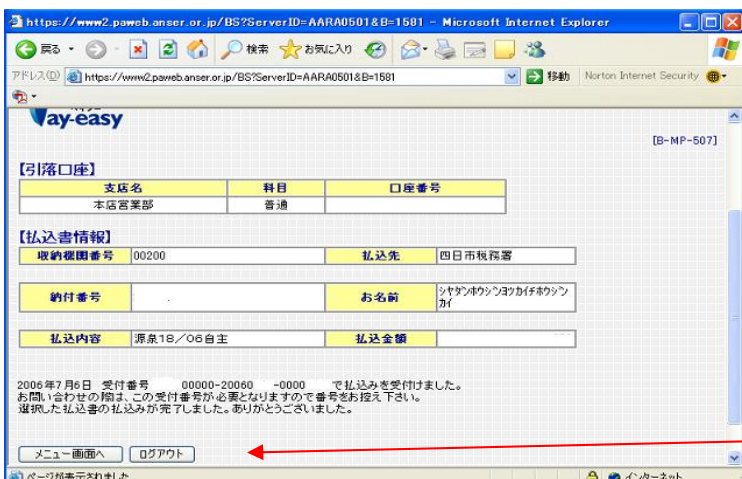 https://www2.paweb.anser.or.jp/BS?ServerID=AARA0501&B=1581 - Microsoft Internet Explorer
戻る 検索 お気に入り
アドレス(D) https://www2.paweb.anser.or.jp/BS?ServerID=AARA0501&B=1581 移動 Norton Internet Security
ay-easy
[B-MP-507]
【引落口座】
支店名 科目 口座番号
本店営業部 普通
【払込書情報】
収納機関番号 00200 払込先 四日市税務署
納付番号 お名前 シヤタンホウシンヨツカイチホウシンカイ
払込内容 源泉18/06自主 払込金額
2006年7月6日 受付番号 00000-20060 -0000 で払込みを受付けました。
お問い合わせの際は、この受付番号が必要となりますので番号をお控え下さい。
選択した払込書の払込みが完了しました。ありがとうございました。
メニュー画面へ ログアウト
ページが表示されました インターネット